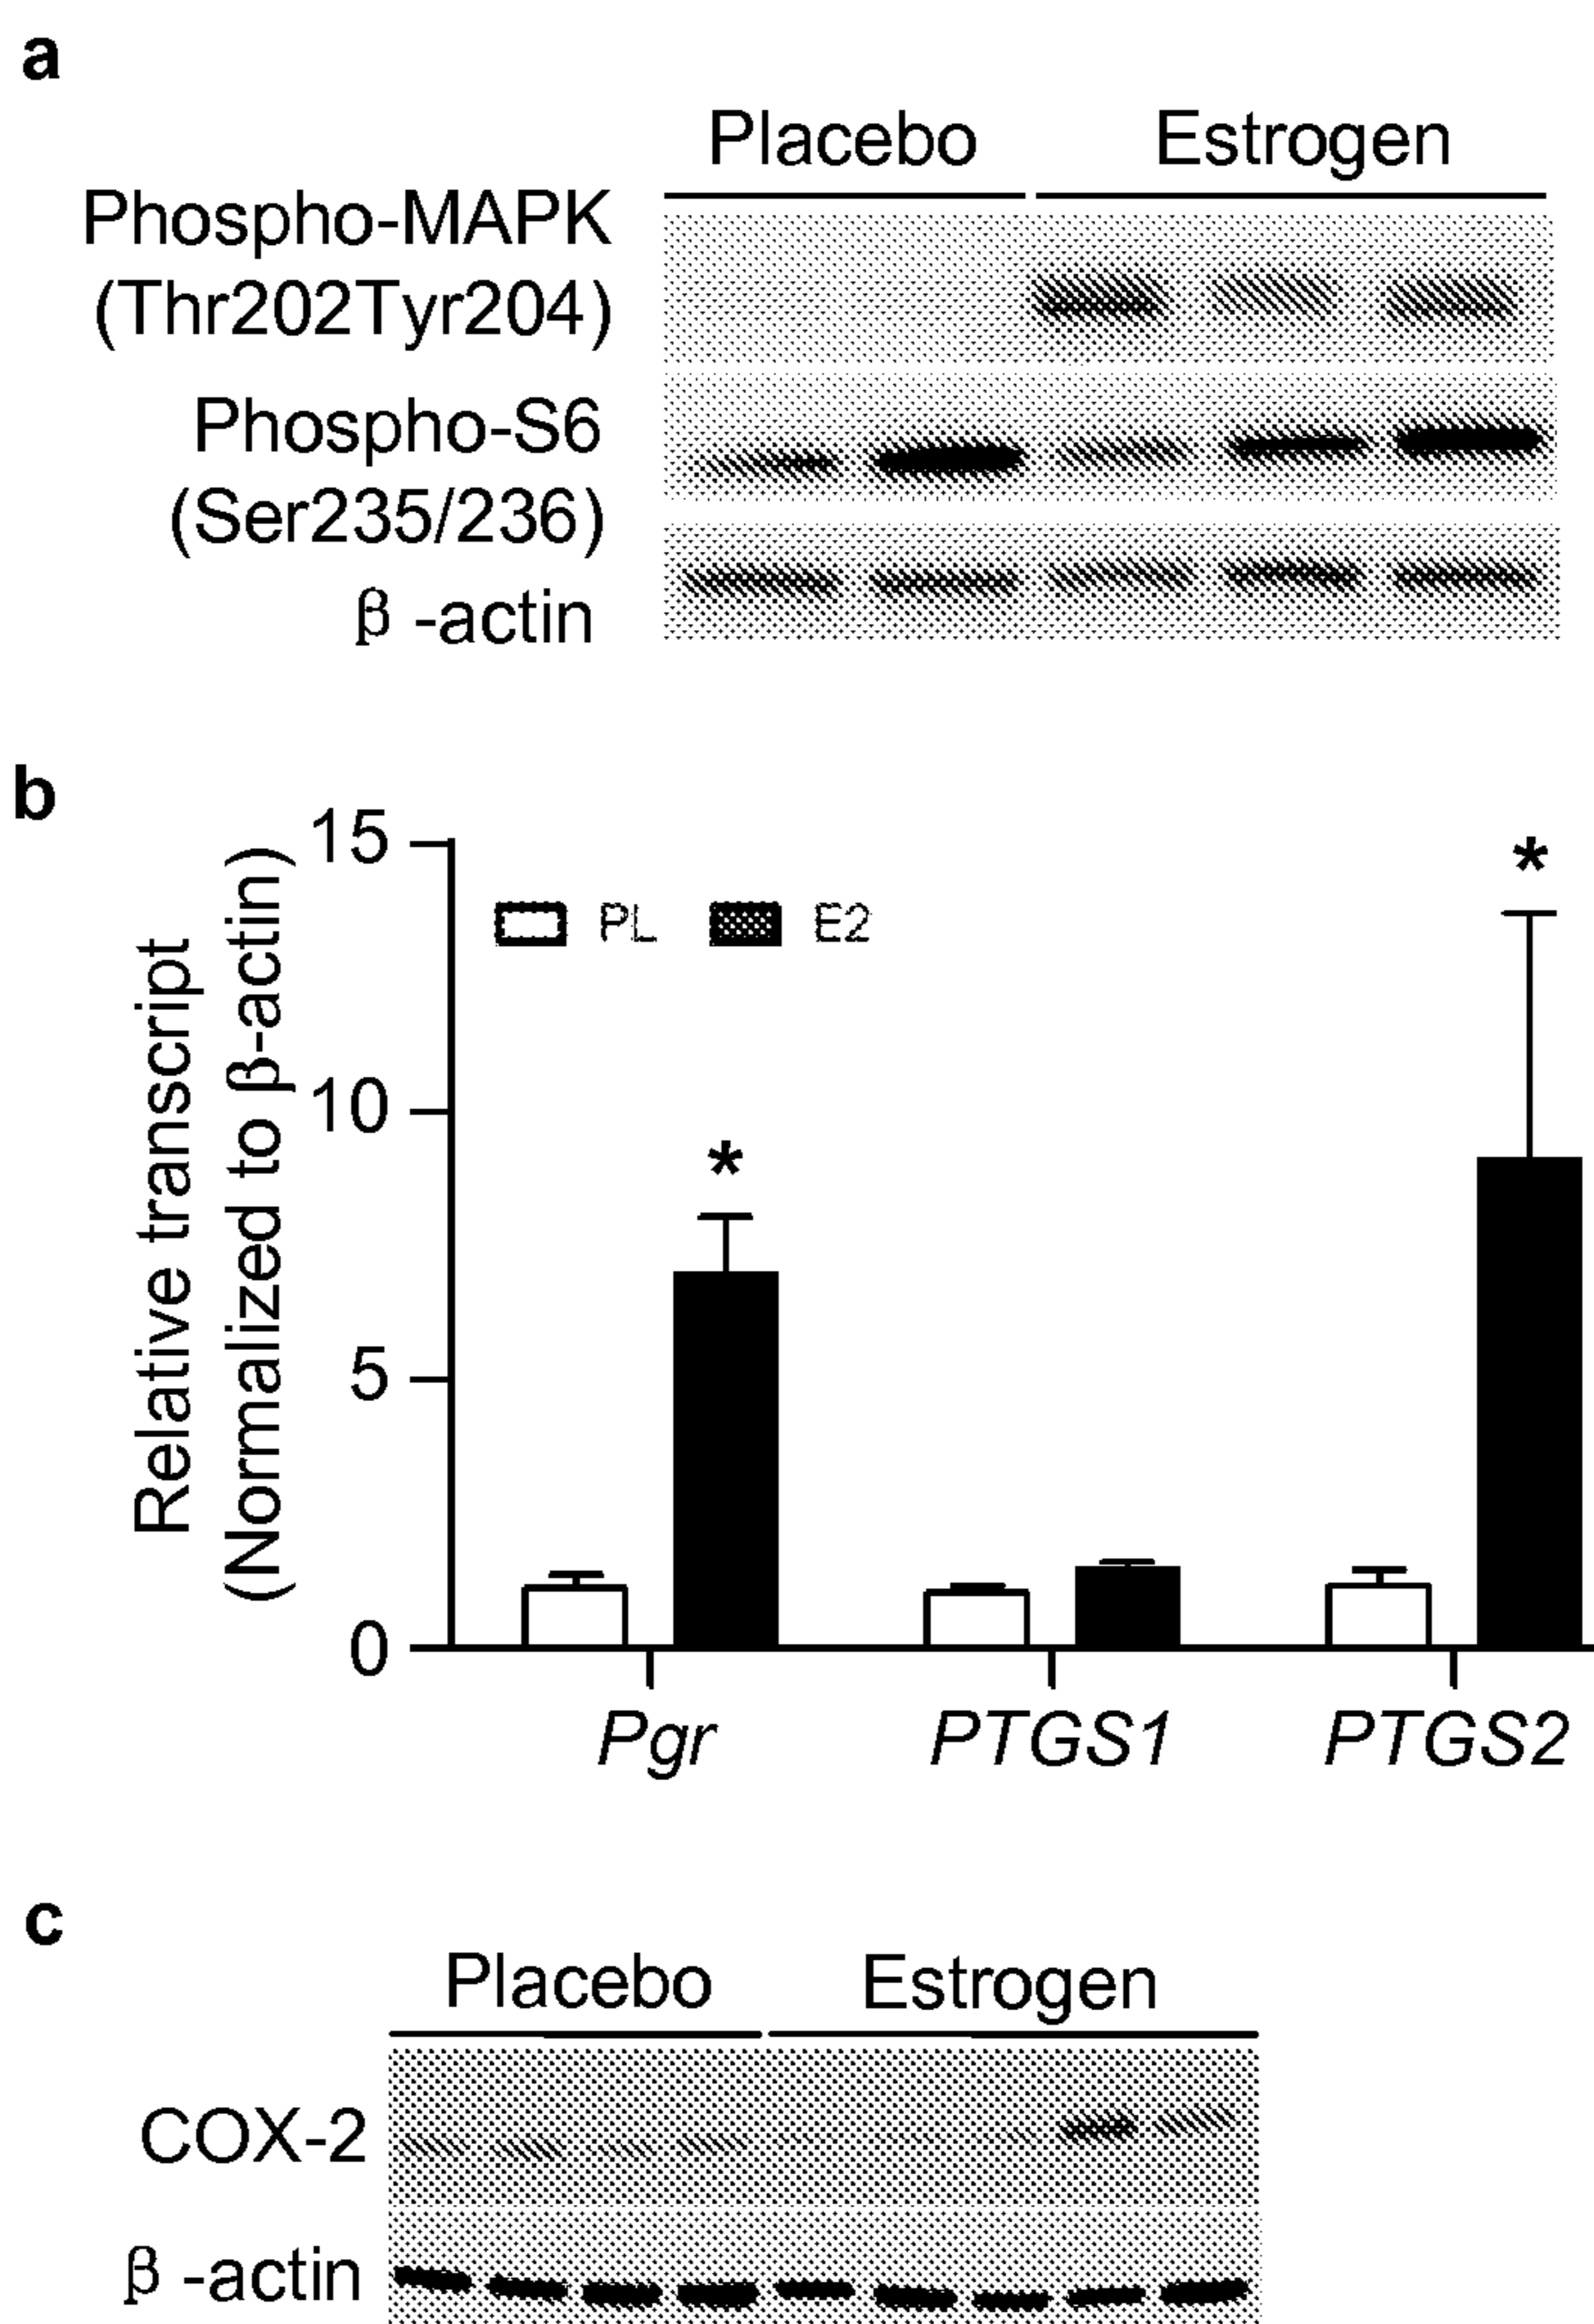 a
Placebo Estrogen
Phospho-MAPK
(Thr202Tyr204)
Phospho-S6
(Ser235/236)
β -actin
b
Relative transcript
(Normalized to β-actin)
15
10
5
0
PL E2
*
*
Pgr PTGS1 PTGS2
c
Placebo Estrogen
COX-2
β -actin